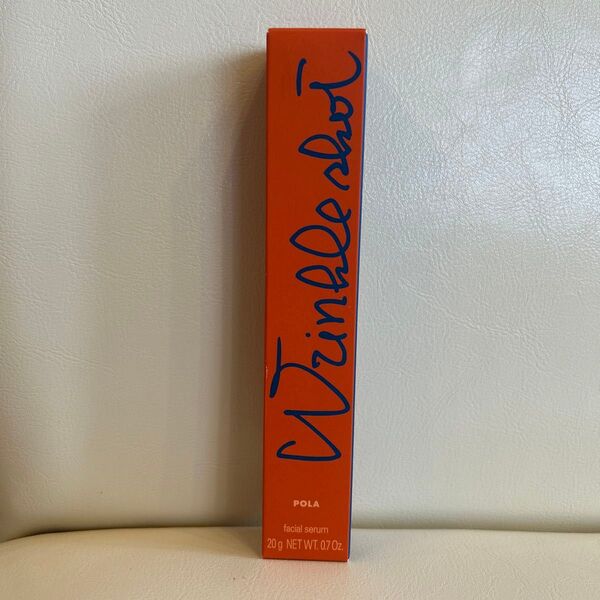 Wrinkle shot
POLA
facial serum
20 g NET WT. 0.7 Oz.